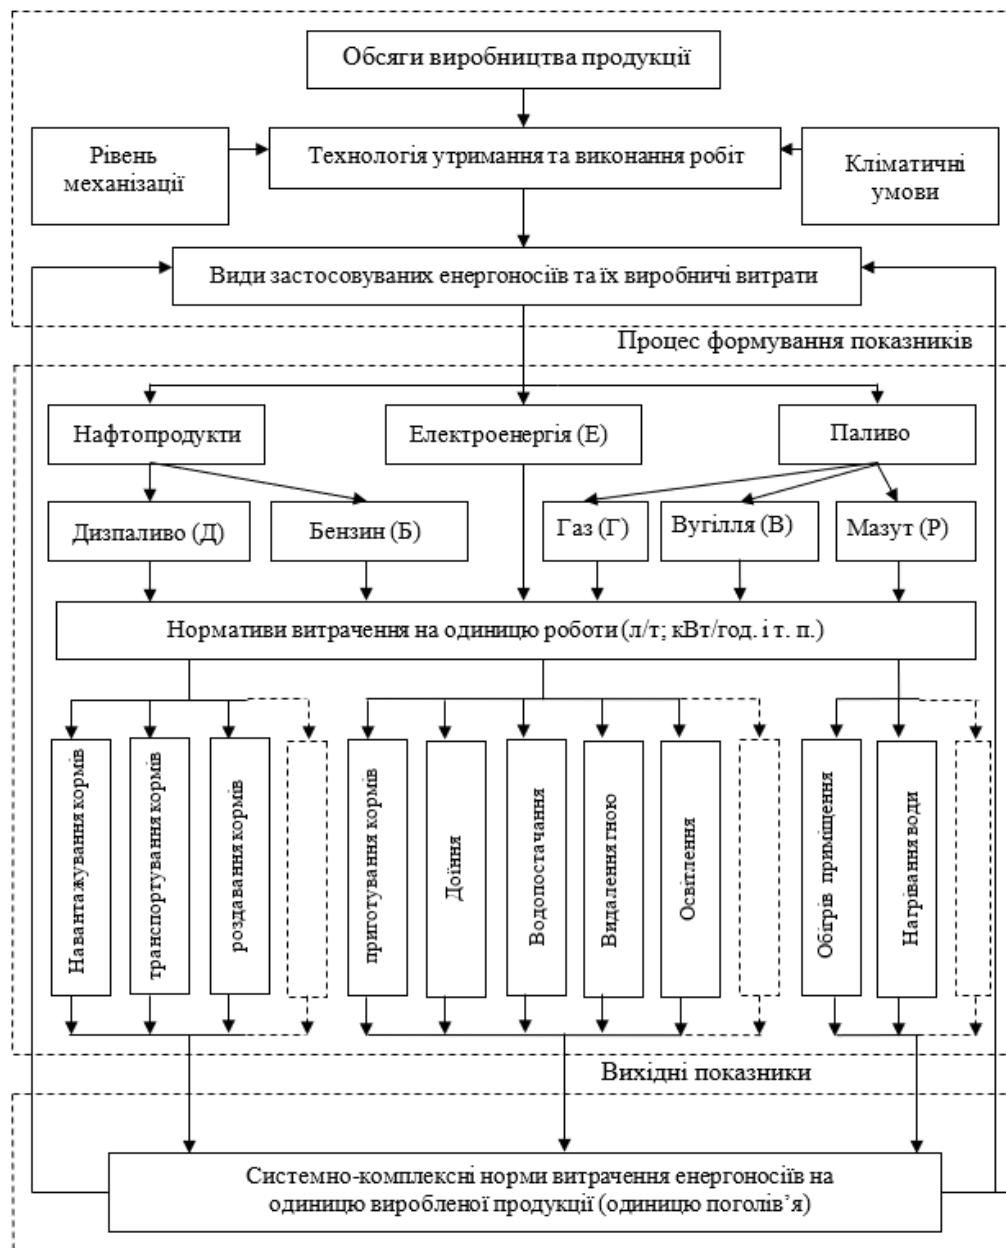 Обсяги виробництва продукції
Рівень
механізації
Технологія утримання та виконання робіт
Кліматичні
умови
Види застосовуваних енергоносіїв та їх виробничі витрати
Процес формування показників
Нафтопродукти
Електроенергія (Е)
Паливо
Дизпаливо (Д)
Бензин (Б)
Газ (Г)
Вугілля (В)
Мазут (Р)
Нормативи витрачення на одиницю роботи (л/т; кВт/год. і т. п.)
Навантажування кормів
транспортування кормів
роздавання кормів
приготування кормів
Доїння
Водопостачання
Видалення гною
Освітлення
Обігрів приміщення
Нагрівання води
Вихідні показники
Системно-комплексні норми витрачення енергоносіїв на
одиницю виробленої продукції (одиницю поголів’я)